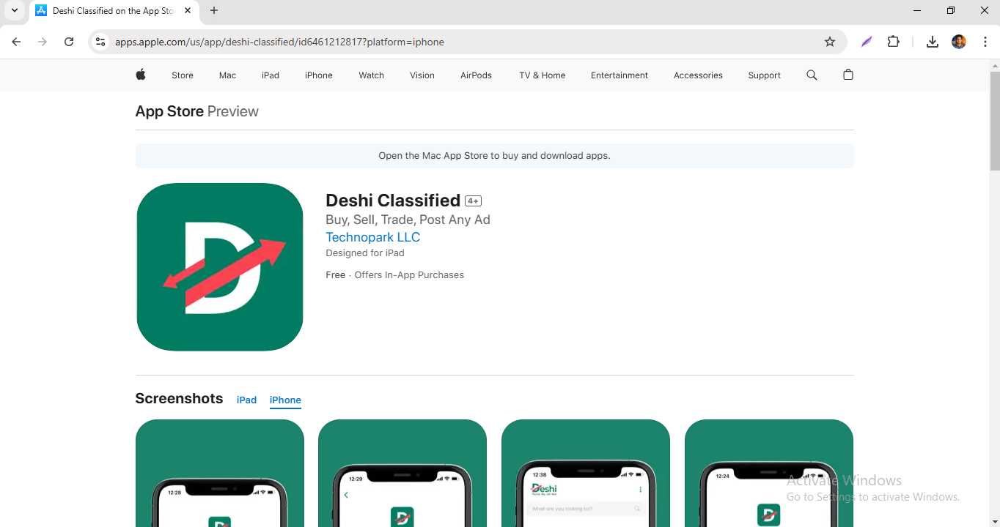 Deshi Classified on the App Sto
apps.apple.com/us/app/deshi-classified/id6461212817?platform=iphone
Store Mac iPad iPhone Watch Vision AirPods TV & Home Entertainment Accessories Support
App Store Preview
Open the Mac App Store to buy and download apps.
Deshi Classified 4+
Buy, Sell, Trade, Post Any Ad
Technopark LLC
Designed for iPad
Free · Offers In-App Purchases
D
Screenshots iPad iPhone
12:28 12:29 12:38 12:24
Deshi
What are you looking for?
Activate Windows
Go to Settings to activate Windows.